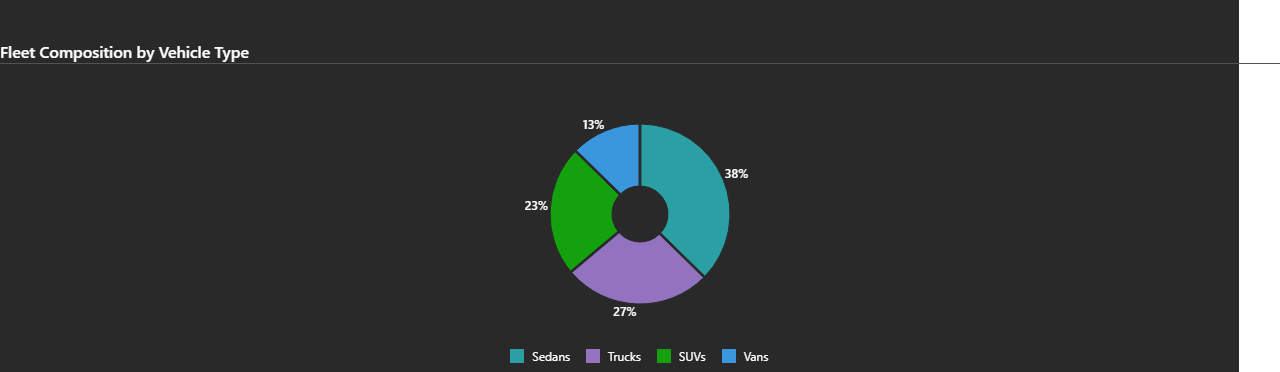 Fleet Composition by Vehicle Type
13%
38%
23%
27%
Sedans Trucks SUVs Vans